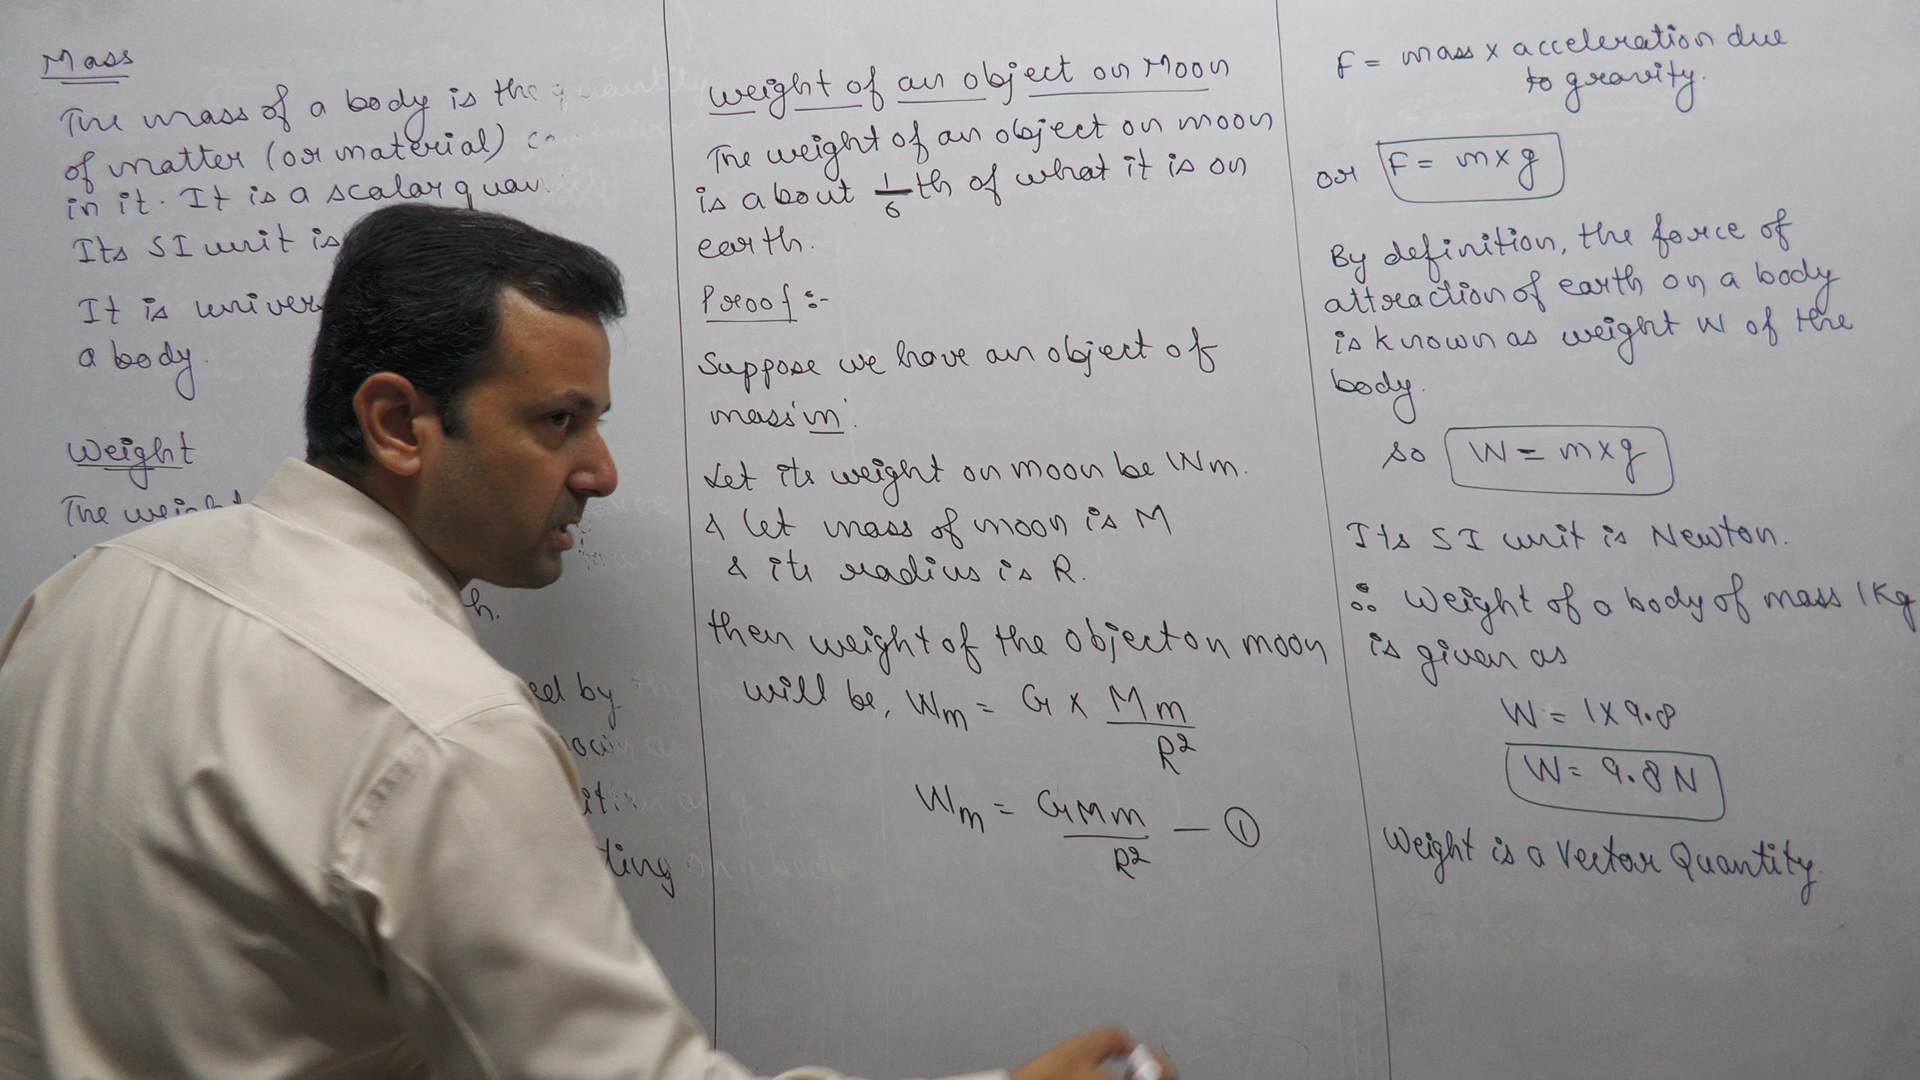 Mass
The mass of a body is the
of matter (or material)
in it. It is a scalar
Its SI unit is
It is
a body.
Weight
The
ed by
ting
Weight of an object on Moon
The weight of an object on moon
is about 1/6 th of what it is on
earth.
Proof :-
Suppose we have an object of
mass 'm'.
Let its weight on moon be Wm.
& let mass of moon is M
& its radius is R.
then weight of the object on moon
will be, Wm = G x Mm/R²
Wm = GMm/R² — ①
F = mass x acceleration due
to gravity.
or F = m x g
By definition, the force of
attraction of earth on a body
is known as weight W of the
body.
so W = m x g
Its SI unit is Newton.
∴ Weight of a body of mass 1 Kg
is given as
W = 1 x 9.8
W = 9.8 N
Weight is a Vector Quantity.